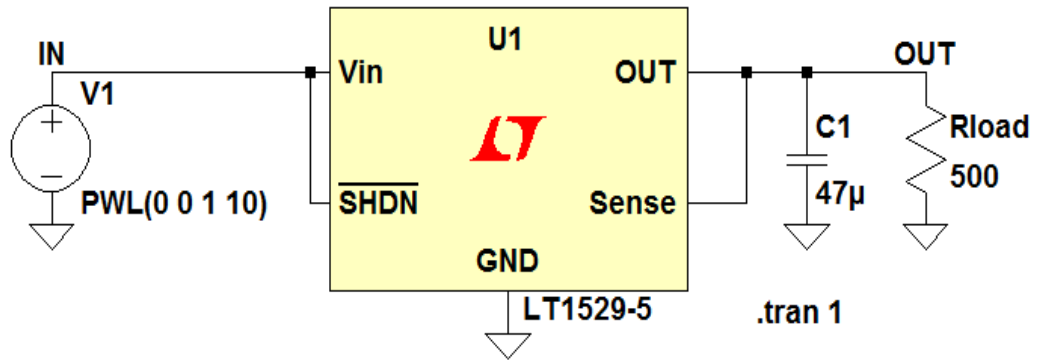 IN
V1
PWL(0 0 1 10)
U1
Vin
OUT
SHDN
Sense
GND
LT1529-5
OUT
C1
47µ
Rload
500
.tran 1